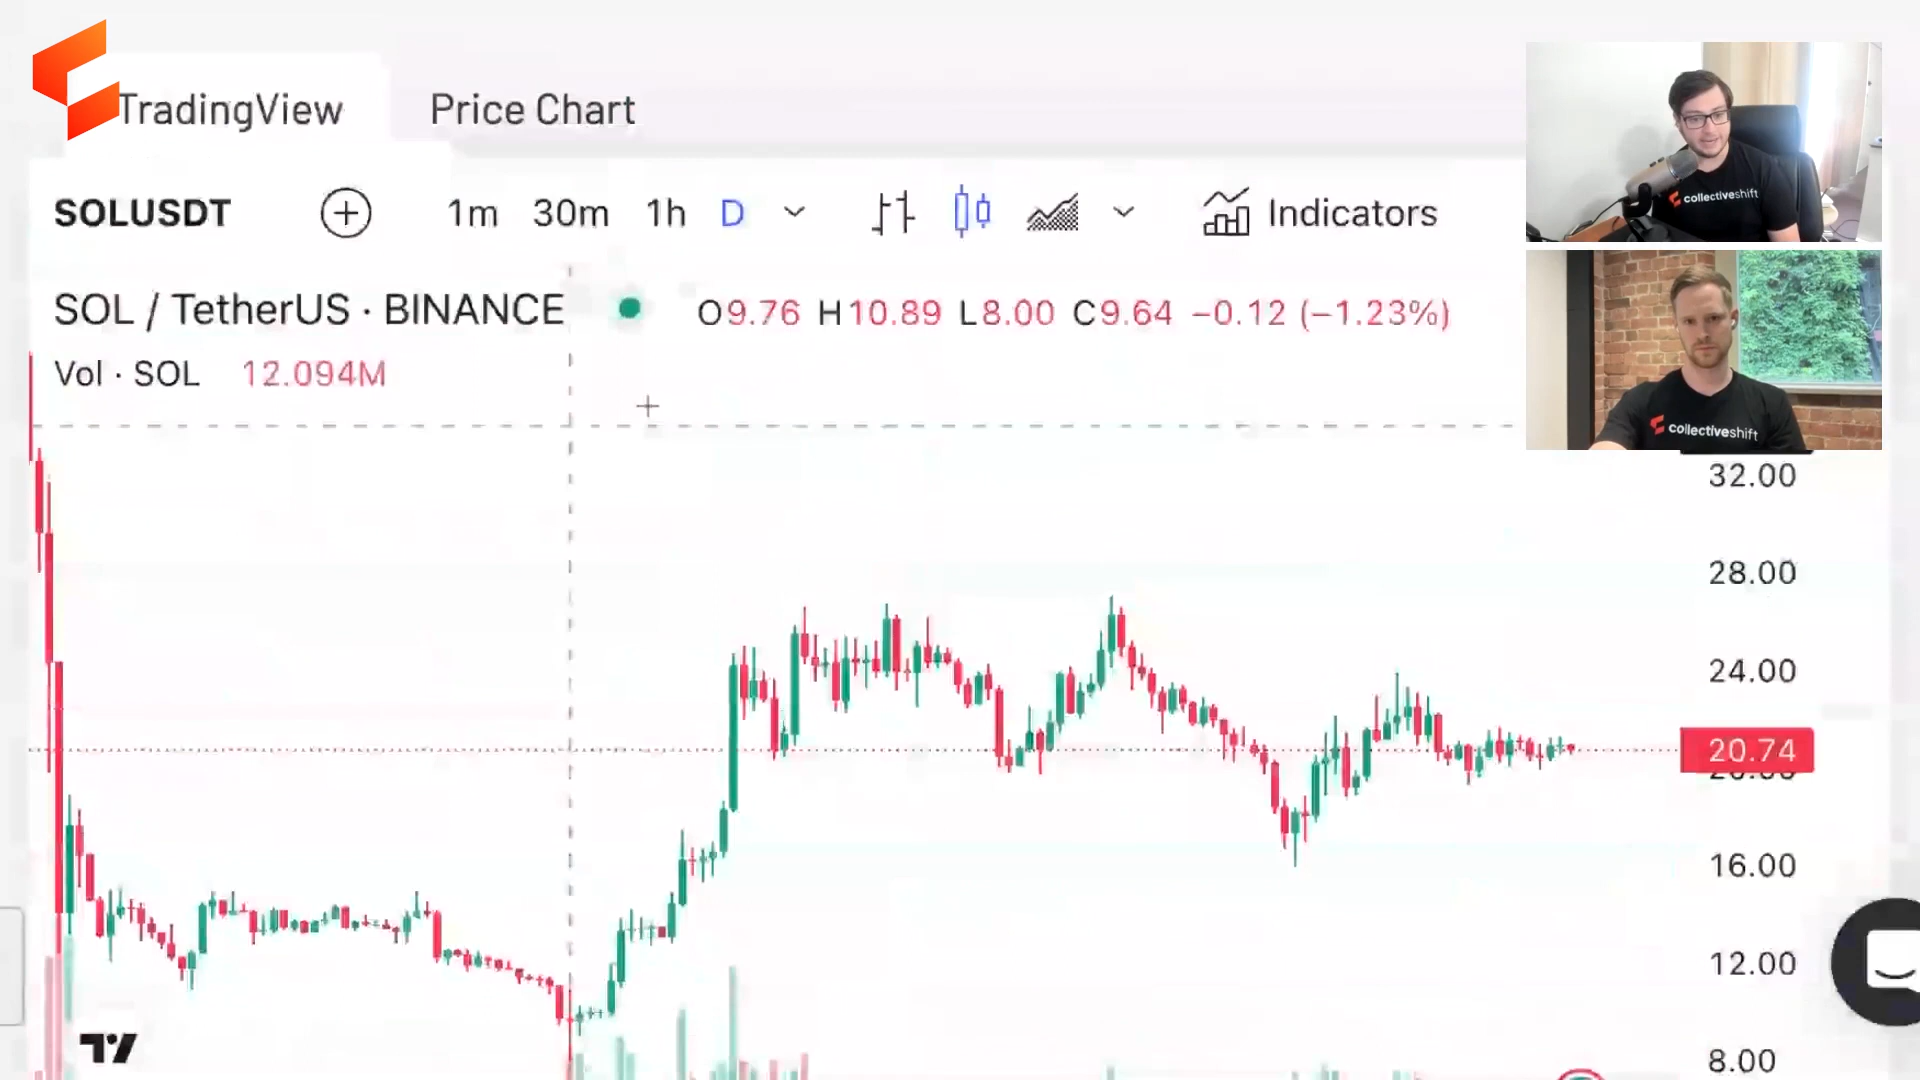 TradingView Price Chart
SOLUSDT 1m 30m 1h D Indicators
SOL / TetherUS · BINANCE O9.76 H10.89 L8.00 C9.64 −0.12 (−1.23%)
Vol · SOL 12.094M
collectiveshift
collectiveshift
32.00
28.00
24.00
20.74
20.00
16.00
12.00
8.00